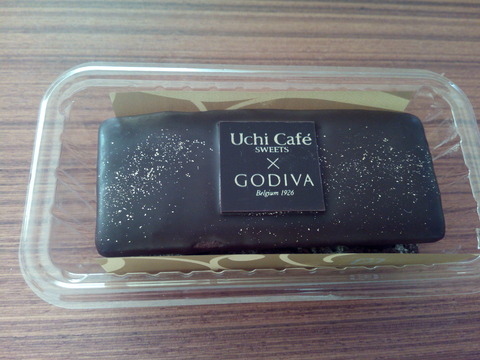 Uchi Café
SWEETS
×
GODIVA
Belgium 1926